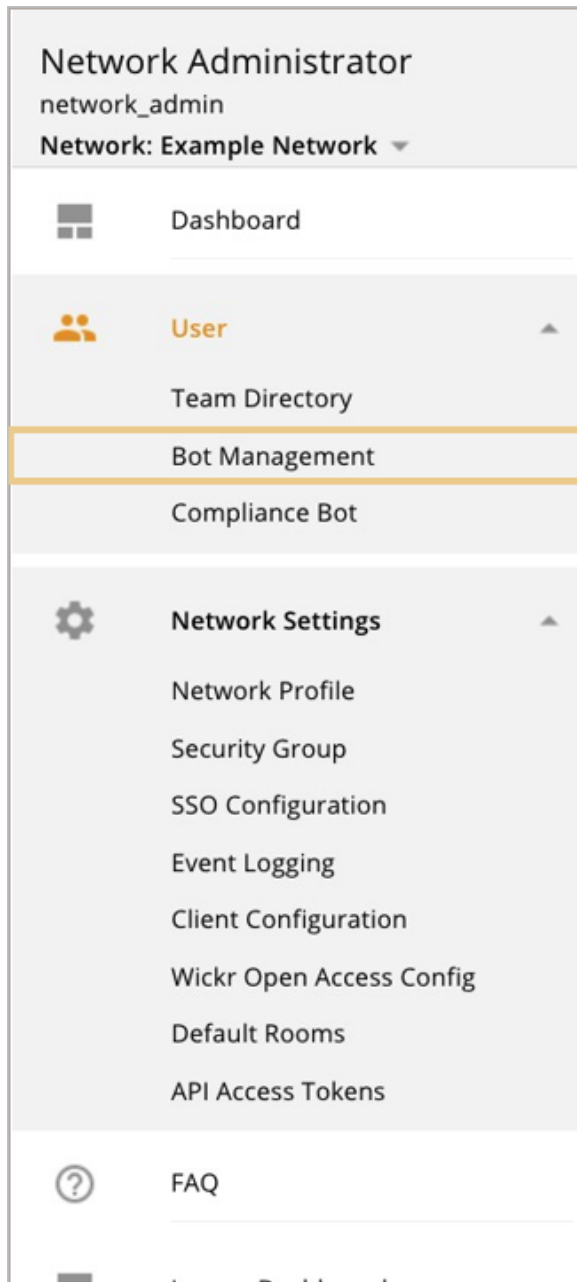 Network Administrator
network_admin
Network: Example Network
Dashboard
User
Team Directory
Bot Management
Compliance Bot
Network Settings
Network Profile
Security Group
SSO Configuration
Event Logging
Client Configuration
Wickr Open Access Config
Default Rooms
API Access Tokens
FAQ